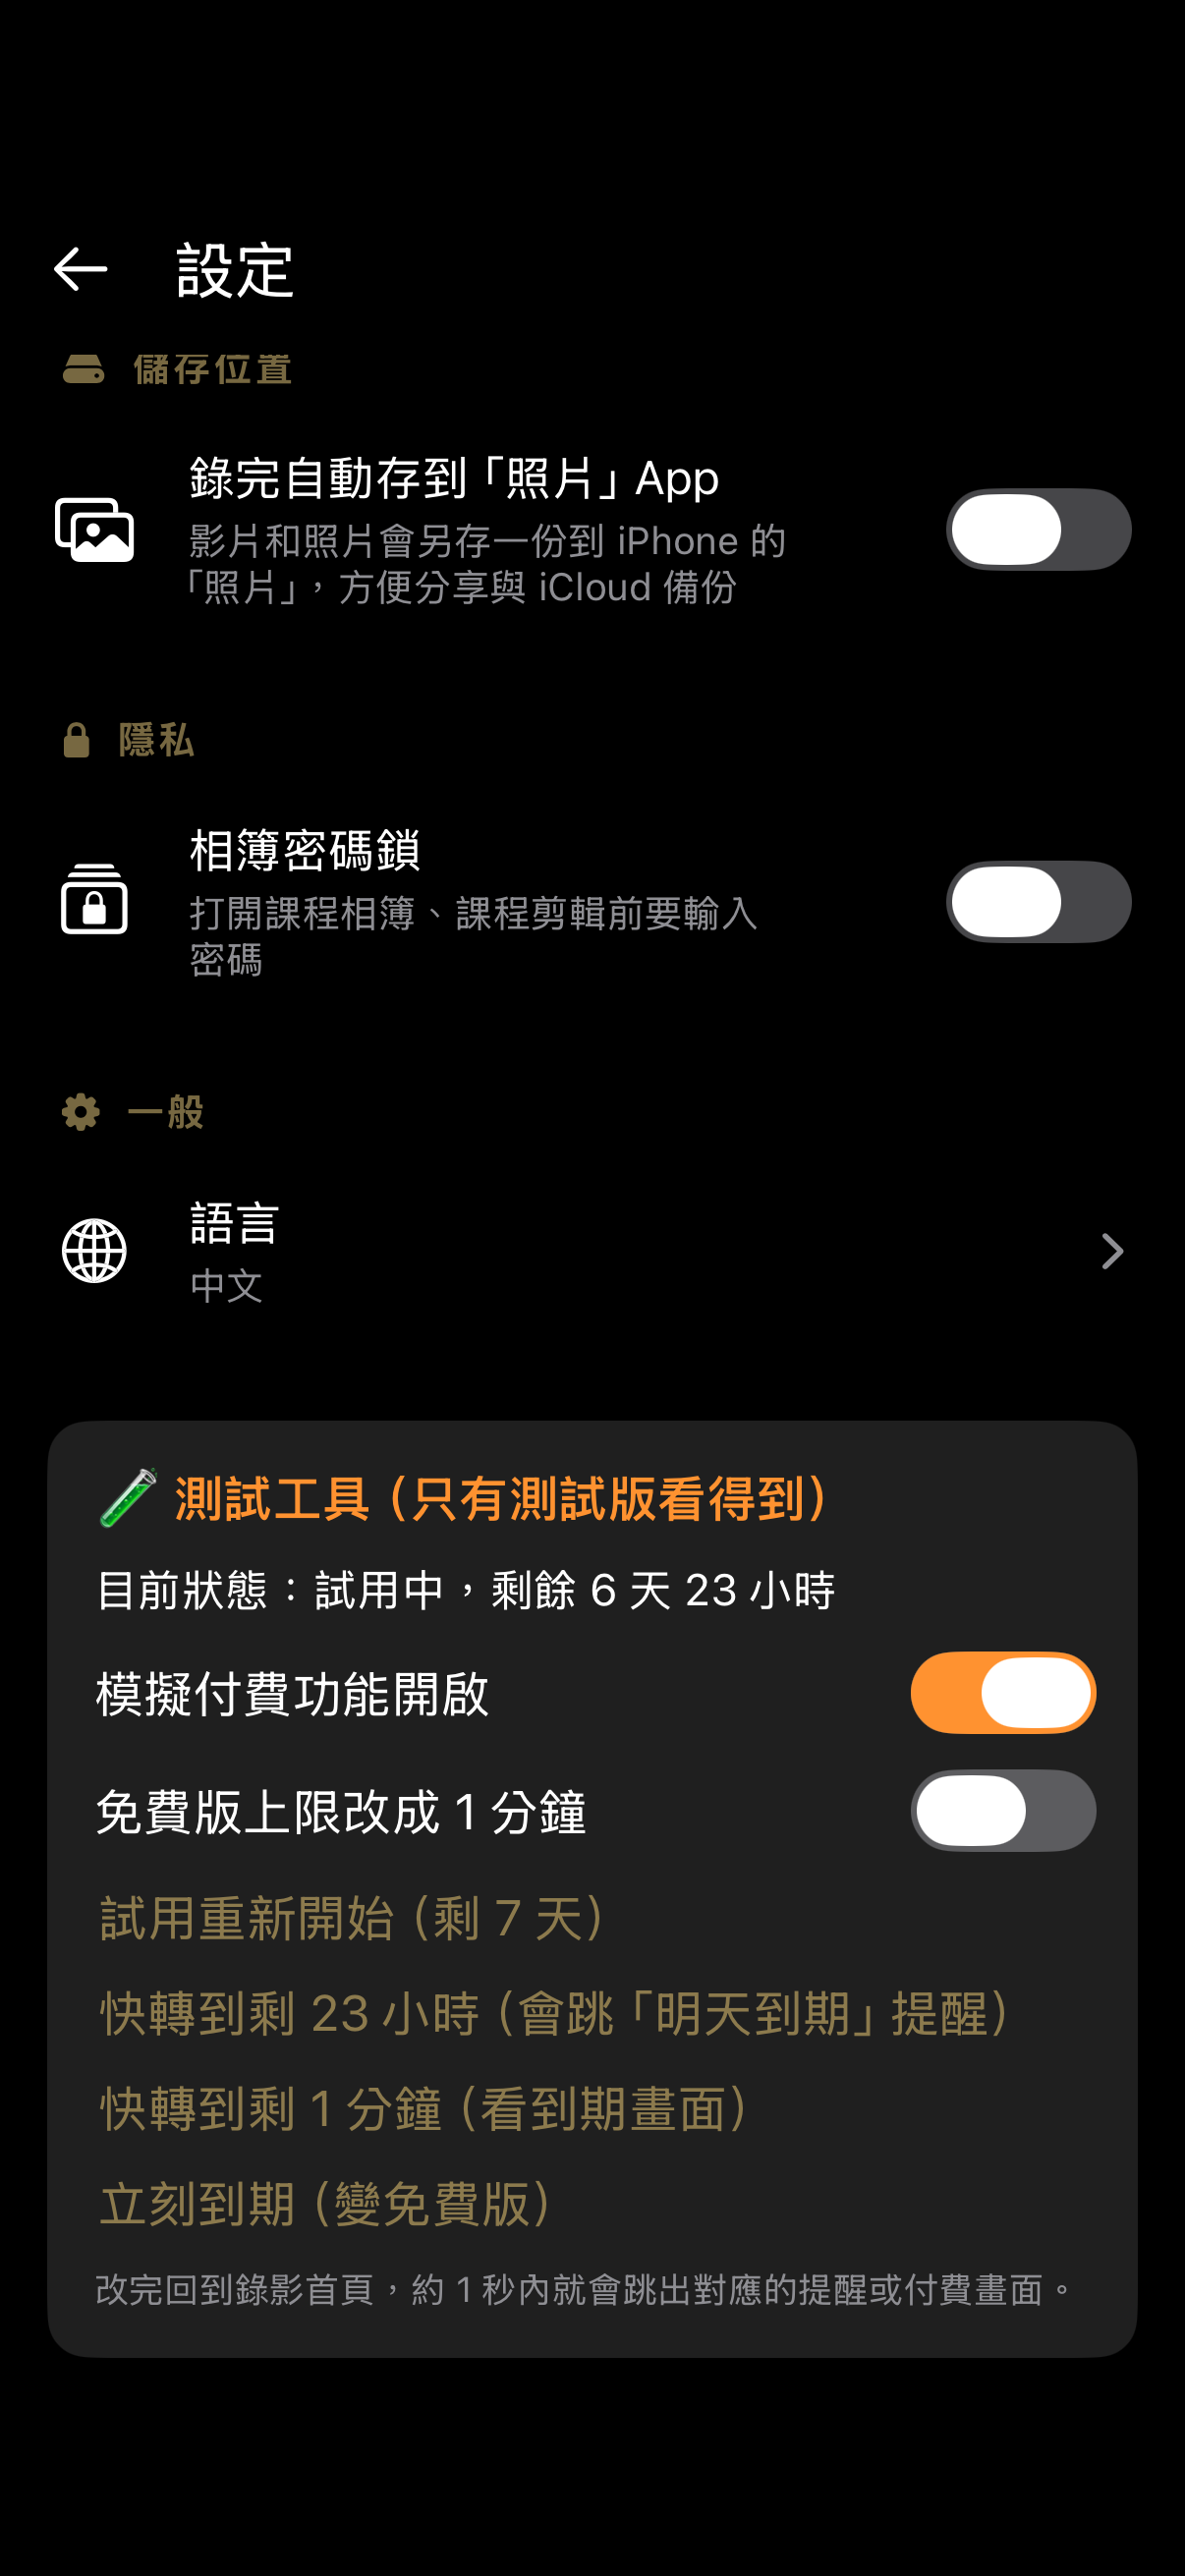 設定
儲存位置
錄完自動存到「照片」App
影片和照片會另存一份到 iPhone 的
「照片」，方便分享與 iCloud 備份
隱私
相簿密碼鎖
打開課程相簿、課程剪輯前要輸入
密碼
一般
語言
中文
測試工具（只有測試版看得到）
目前狀態：試用中，剩餘 6 天 23 小時
模擬付費功能開啟
免費版上限改成 1 分鐘
試用重新開始（剩 7 天）
快轉到剩 23 小時（會跳「明天到期」提醒）
快轉到剩 1 分鐘（看到期畫面）
立刻到期（變免費版）
改完回到錄影首頁，約 1 秒內就會跳出對應的提醒或付費畫面。